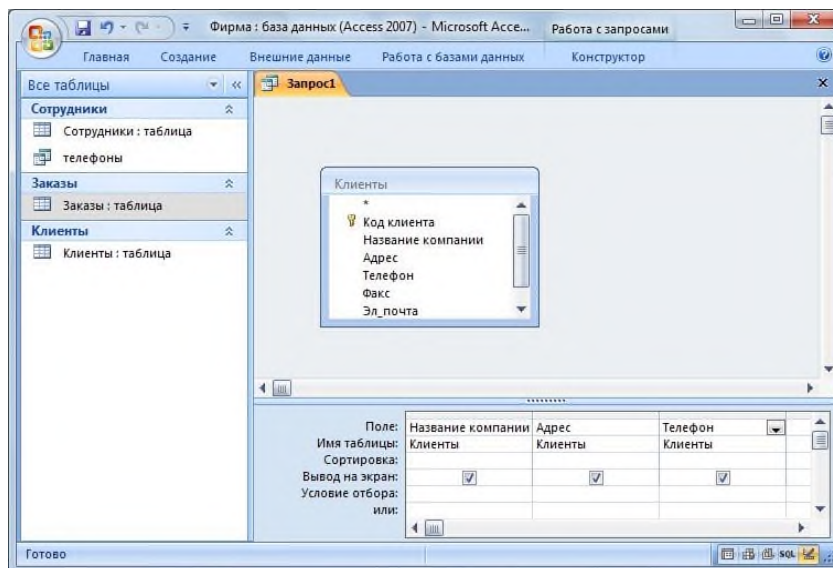 Фирма : база данных (Access 2007) - Microsoft Acce...
Работа с запросами
Главная Создание Внешние данные Работа с базами данных Конструктор
Все таблицы
Запрос1
Сотрудники
Сотрудники : таблица
телефоны
Заказы
Заказы : таблица
Клиенты
Клиенты : таблица
Клиенты
*
Код клиента
Название компании
Адрес
Телефон
Факс
Эл_почта
Поле: Название компании Адрес Телефон
Имя таблицы: Клиенты Клиенты Клиенты
Сортировка:
Вывод на экран:
Условие отбора:
или:
Готово
SQL